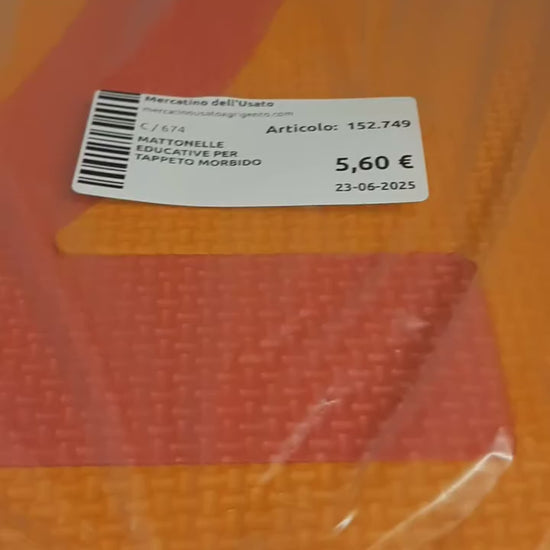 Mercatino dell'Usato
mercatinousatoagrigento.com
C / 674
Articolo: 152.749
MATTONELLE
EDUCATIVE PER
TAPPETO MORBIDO
5,60 €
23-06-2025